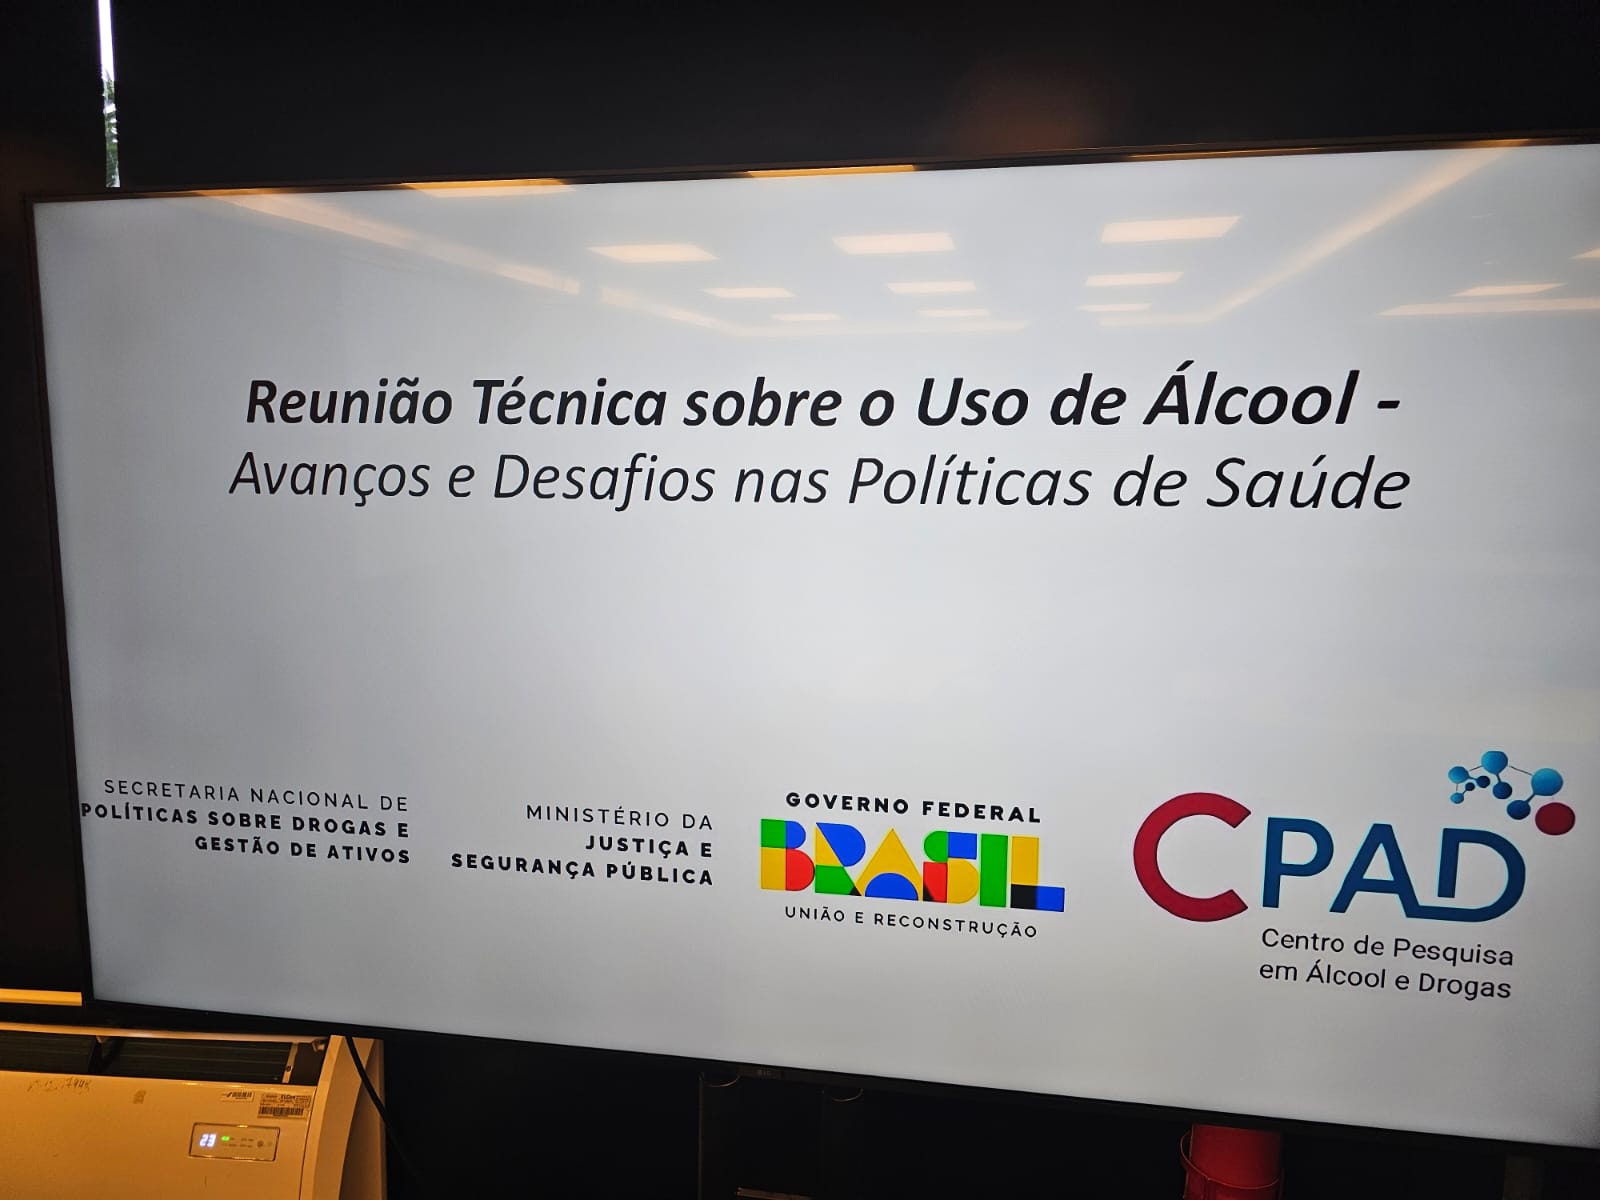 Reunião Técnica sobre o Uso de Álcool -
Avanços e Desafios nas Políticas de Saúde
SECRETARIA NACIONAL DE
POLÍTICAS SOBRE DROGAS E
GESTÃO DE ATIVOS
MINISTÉRIO DA
JUSTIÇA E
SEGURANÇA PÚBLICA
GOVERNO FEDERAL
BRASIL
UNIÃO E RECONSTRUÇÃO
CPAD
Centro de Pesquisa
em Álcool e Drogas
23